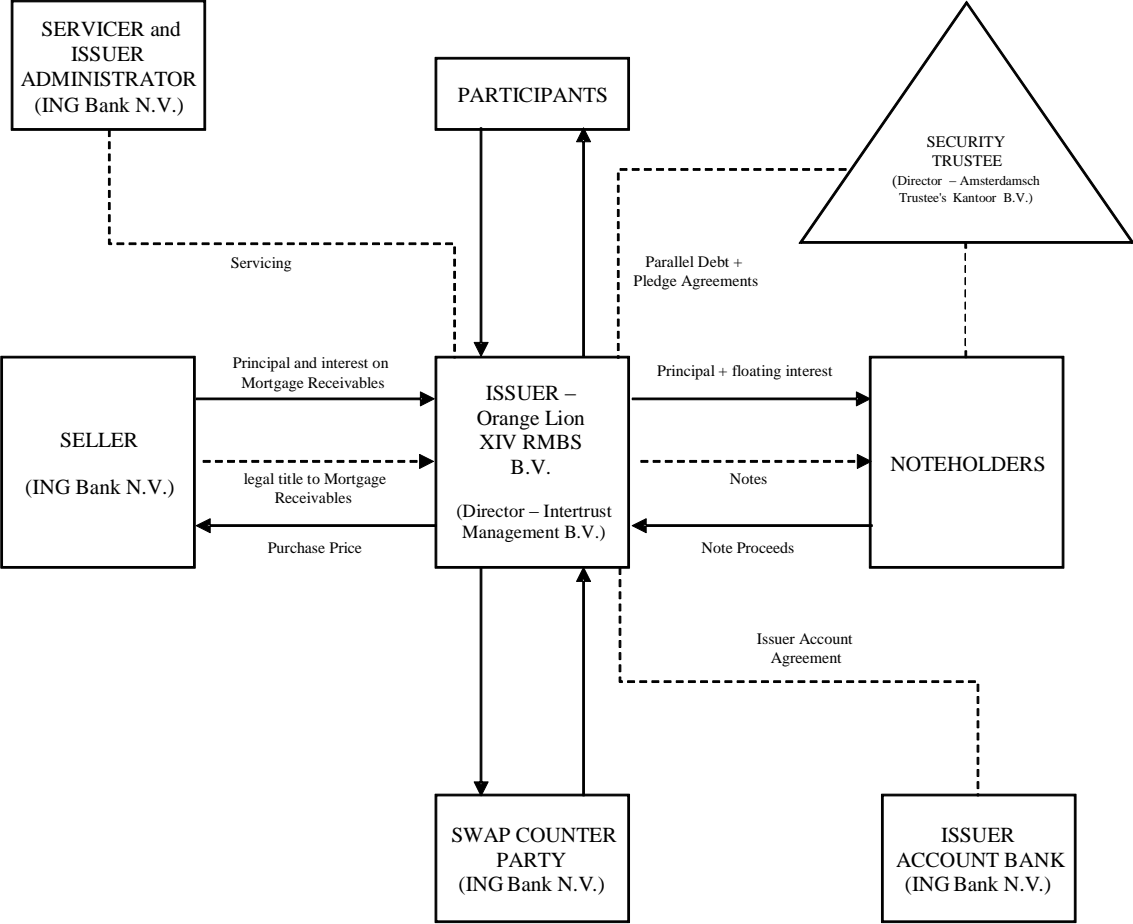 SERVICER and
ISSUER
ADMINISTRATOR
(ING Bank N.V.)
PARTICIPANTS
SECURITY
TRUSTEE
(Director – Amsterdamsch
Trustee's Kantoor B.V.)
Servicing
Parallel Debt +
Pledge Agreements
SELLER
(ING Bank N.V.)
Principal and interest on
Mortgage Receivables
legal title to Mortgage
Receivables
Purchase Price
ISSUER –
Orange Lion
XIV RMBS
B.V.
(Director – Intertrust
Management B.V.)
Principal + floating interest
Notes
Note Proceeds
NOTEHOLDERS
Issuer Account
Agreement
SWAP COUNTER
PARTY
(ING Bank N.V.)
ISSUER
ACCOUNT BANK
(ING Bank N.V.)